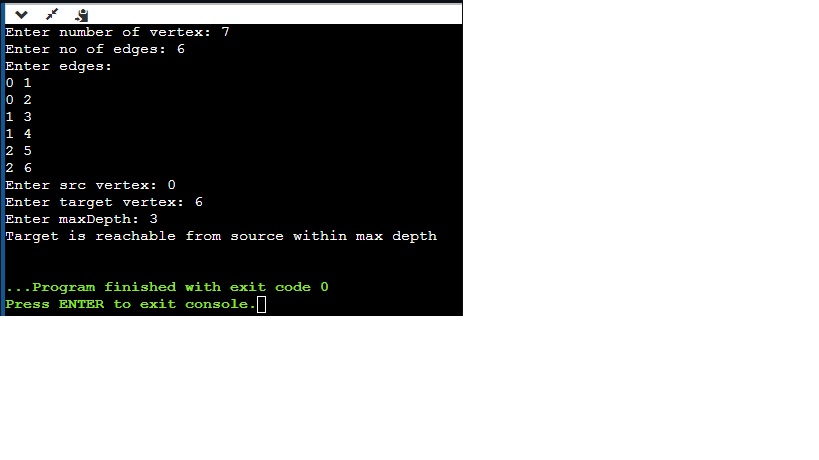 Enter number of vertex: 7
Enter no of edges: 6
Enter edges:
0 1
0 2
1 3
1 4
2 5
2 6
Enter src vertex: 0
Enter target vertex: 6
Enter maxDepth: 3
Target is reachable from source within max depth
...Program finished with exit code 0
Press ENTER to exit console.